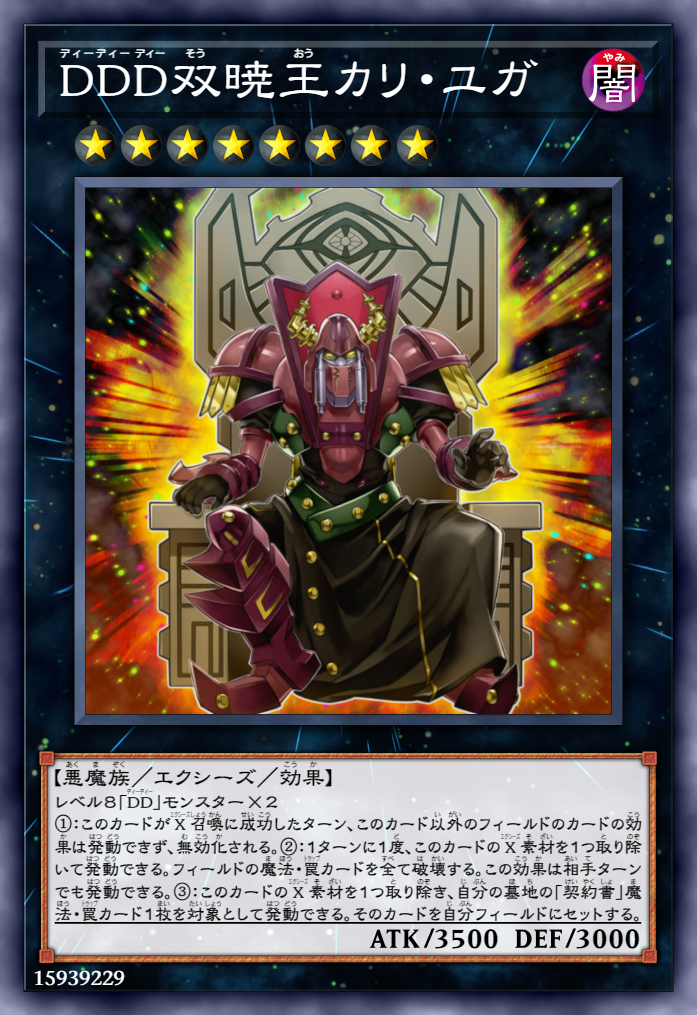 DDD双暁王カリ・ユガ
闇
【悪魔族／エクシーズ／効果】
レベル8「DD」モンスター×2
①：このカードがX召喚に成功したターン、このカード以外のフィールドのカードの効
果は発動できず、無効化される。②：1ターンに1度、このカードのX素材を1つ取り除
いて発動できる。フィールドの魔法・罠カードを全て破壊する。この効果は相手ターン
でも発動できる。③：このカードのX素材を1つ取り除き、自分の墓地の「契約書」魔
法・罠カード1枚を対象として発動できる。そのカードを自分フィールドにセットする。
ATK/3500 DEF/3000
15939229